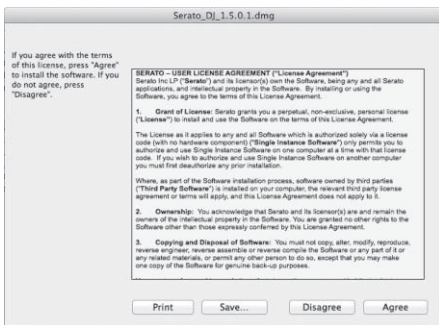 Serato_DJ_1.5.0.1.dmg
If you agree with the terms
of this license, press "Agree"
to install the software. If you
do not agree, press
"Disagree".
SERATO – USER LICENSE AGREEMENT ("License Agreement")
Serato Inc LP ("Serato") and its licensor(s) own the Software, being any and all Serato
applications, and intellectual property in the Software. By installing or using the
Software, you agree to the terms of this License Agreement.
1. Grant of License: Serato grants you a perpetual, non-exclusive, personal license
("License") to install and use the Software on the terms of this License Agreement.
The License as it applies to any and all Software which is authorized solely via a license
code (with no hardware component) ("Single Instance Software") only permits you to
authorize and use Single Instance Software on one computer at a time with that license
code. If you wish to authorize and use Single Instance Software on another computer
you must first deauthorize any prior installation.
Where, as part of the Software installation process, software owned by third parties
("Third Party Software") is installed on your computer, the relevant third party license
agreement or terms will apply, and this License Agreement does not apply to it.
2. Ownership: You acknowledge that Serato and its licensor(s) are and remain the
owners of the intellectual property in the Software. You are granted no other rights to the
Software other than those expressly conferred by this License Agreement.
3. Copying and Disposal of Software: You must not copy, alter, modify, reproduce,
reverse engineer, reverse assemble or reverse compile the Software or any part of it or
any related materials, or permit any other person to do so, except that you may make
one copy of the Software for genuine back-up purposes.
Print
Save...
Disagree
Agree